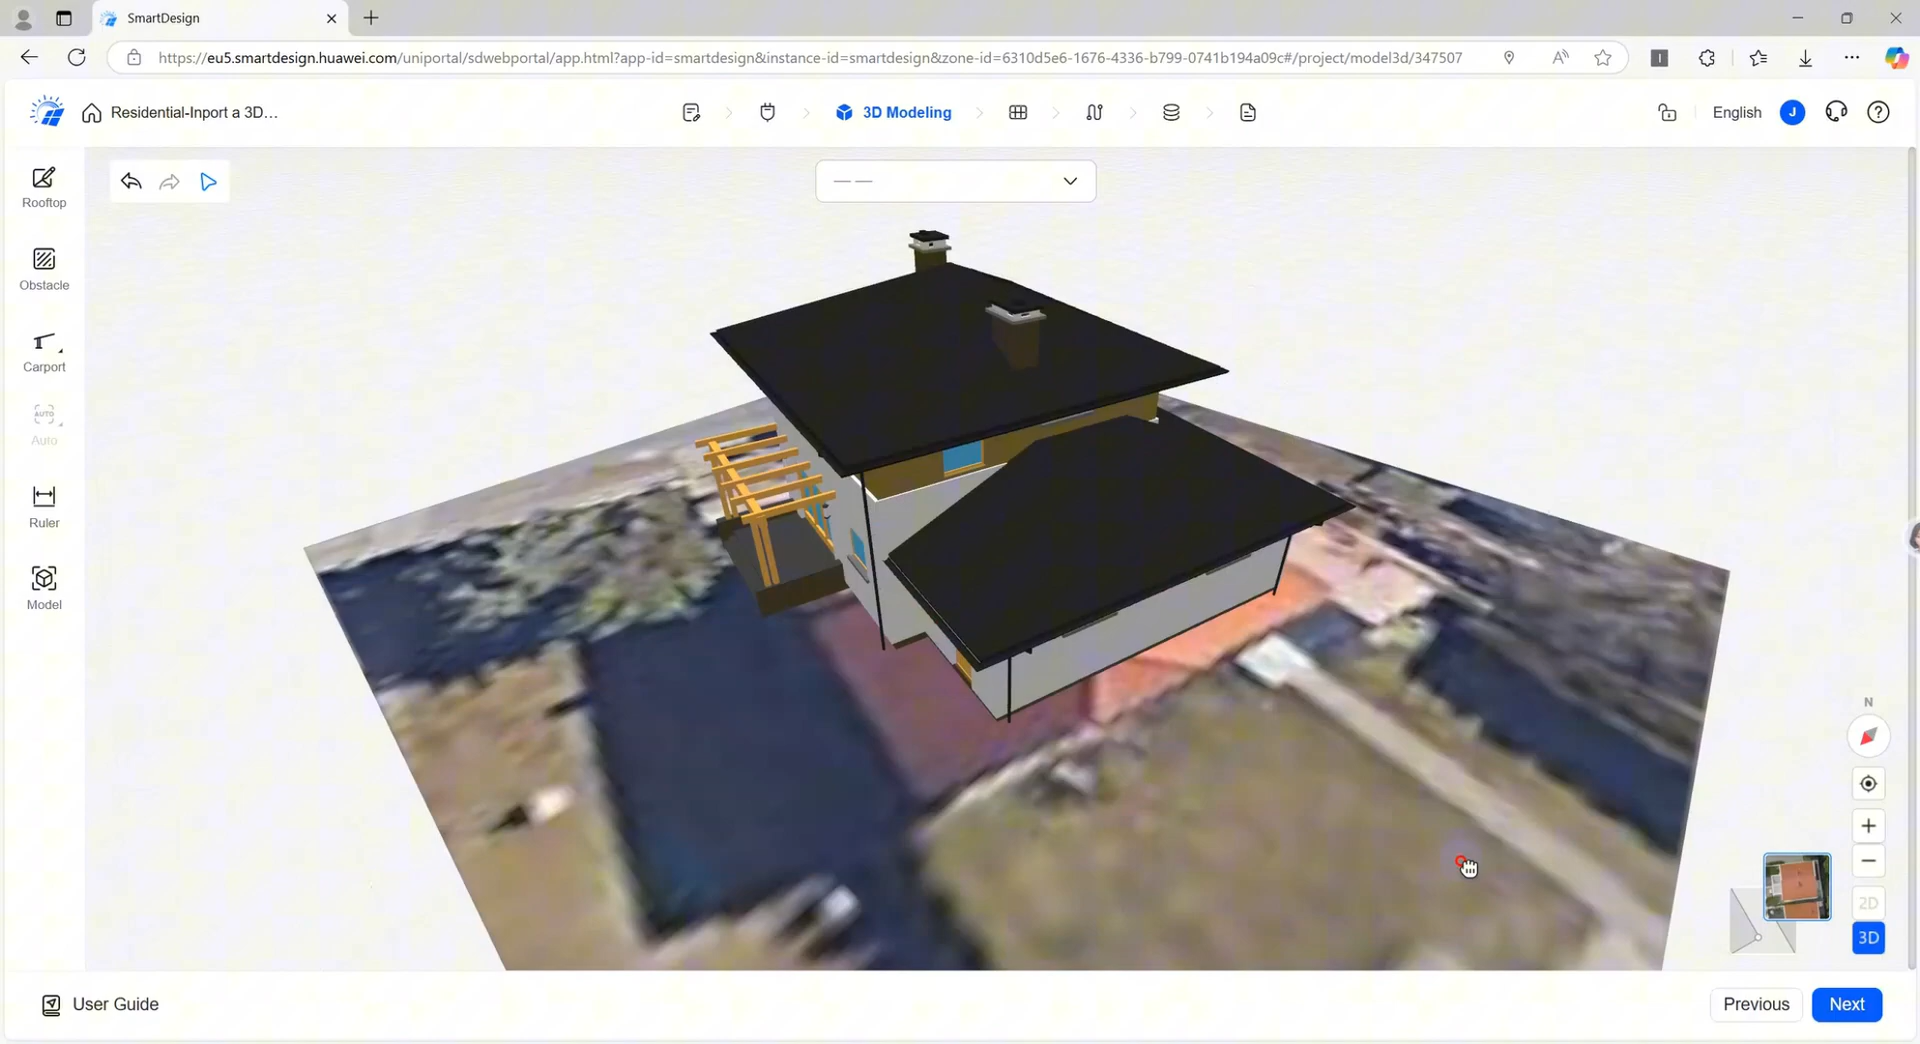 SmartDesign
https://eu5.smartdesign.huawei.com/uniportal/sdwebportal/app.html?app-id=smartdesign&instance-id=smartdesign&zone-id=6310d5e6-1676-4336-b799-0741b194a09c#/project/model3d/347507
Residential-Inport a 3D...
3D Modeling
English
J
Rooftop
Obstacle
Carport
AUTO
Auto
Ruler
Model
— —
N
2D
3D
User Guide
Previous
Next